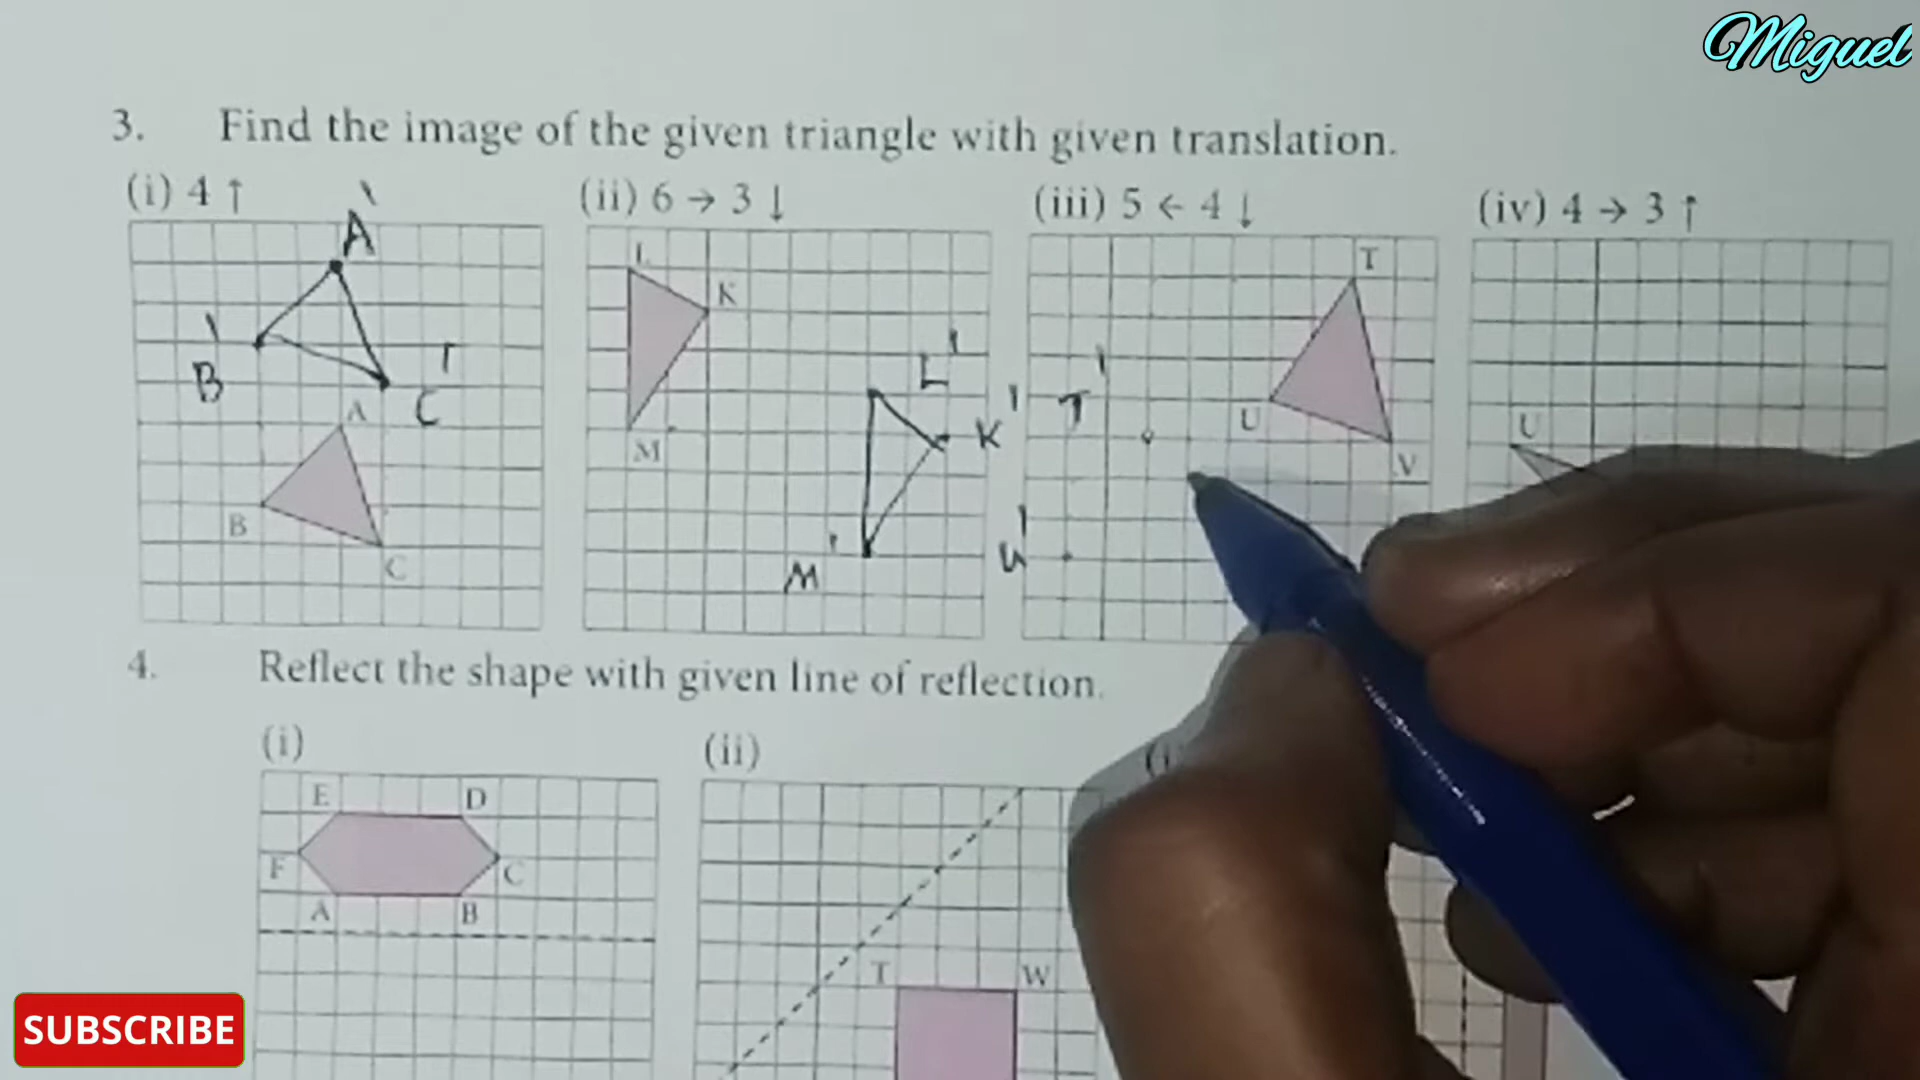 Miguel
3. Find the image of the given triangle with given translation.
(i) 4 ↑ (ii) 6 → 3 ↓ (iii) 5 ← 4 ↓ (iv) 4 → 3 ↑
A'
B'
C'
A
B
C
L
K
M
L'
K'
M'
T
U
V
T'
U'
U
4. Reflect the shape with given line of reflection.
(i) (ii)
E D
F C
A B
T W
SUBSCRIBE